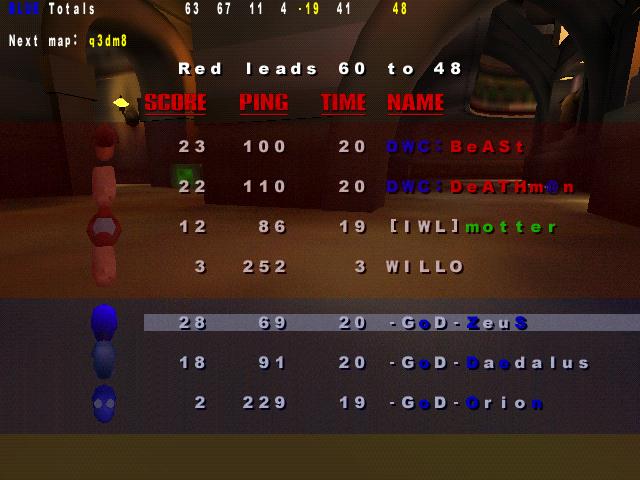 BLUE Totals 63 67 11 4 -19 41 48
Next map: q3dm8
Red leads 60 to 48
SCORE PING TIME NAME
23 100 20 DWC:BeASt
22 110 20 DWC:DeATHm@n
12 86 19 [IWL]motter
3 252 3 WILLO
28 69 20 -GoD-ZeuS
18 91 20 -GoD-Daedalus
2 229 19 -GoD-Orion